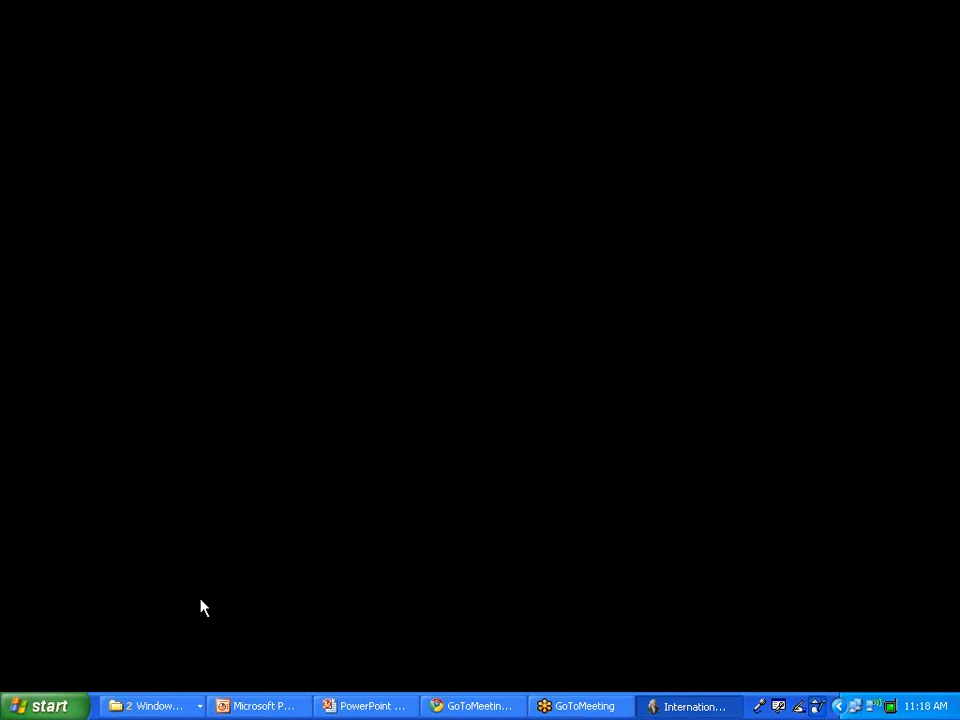 start
2 Window...
Microsoft P...
PowerPoint ...
GoToMeetin...
GoToMeeting
Internation...
11:18 AM